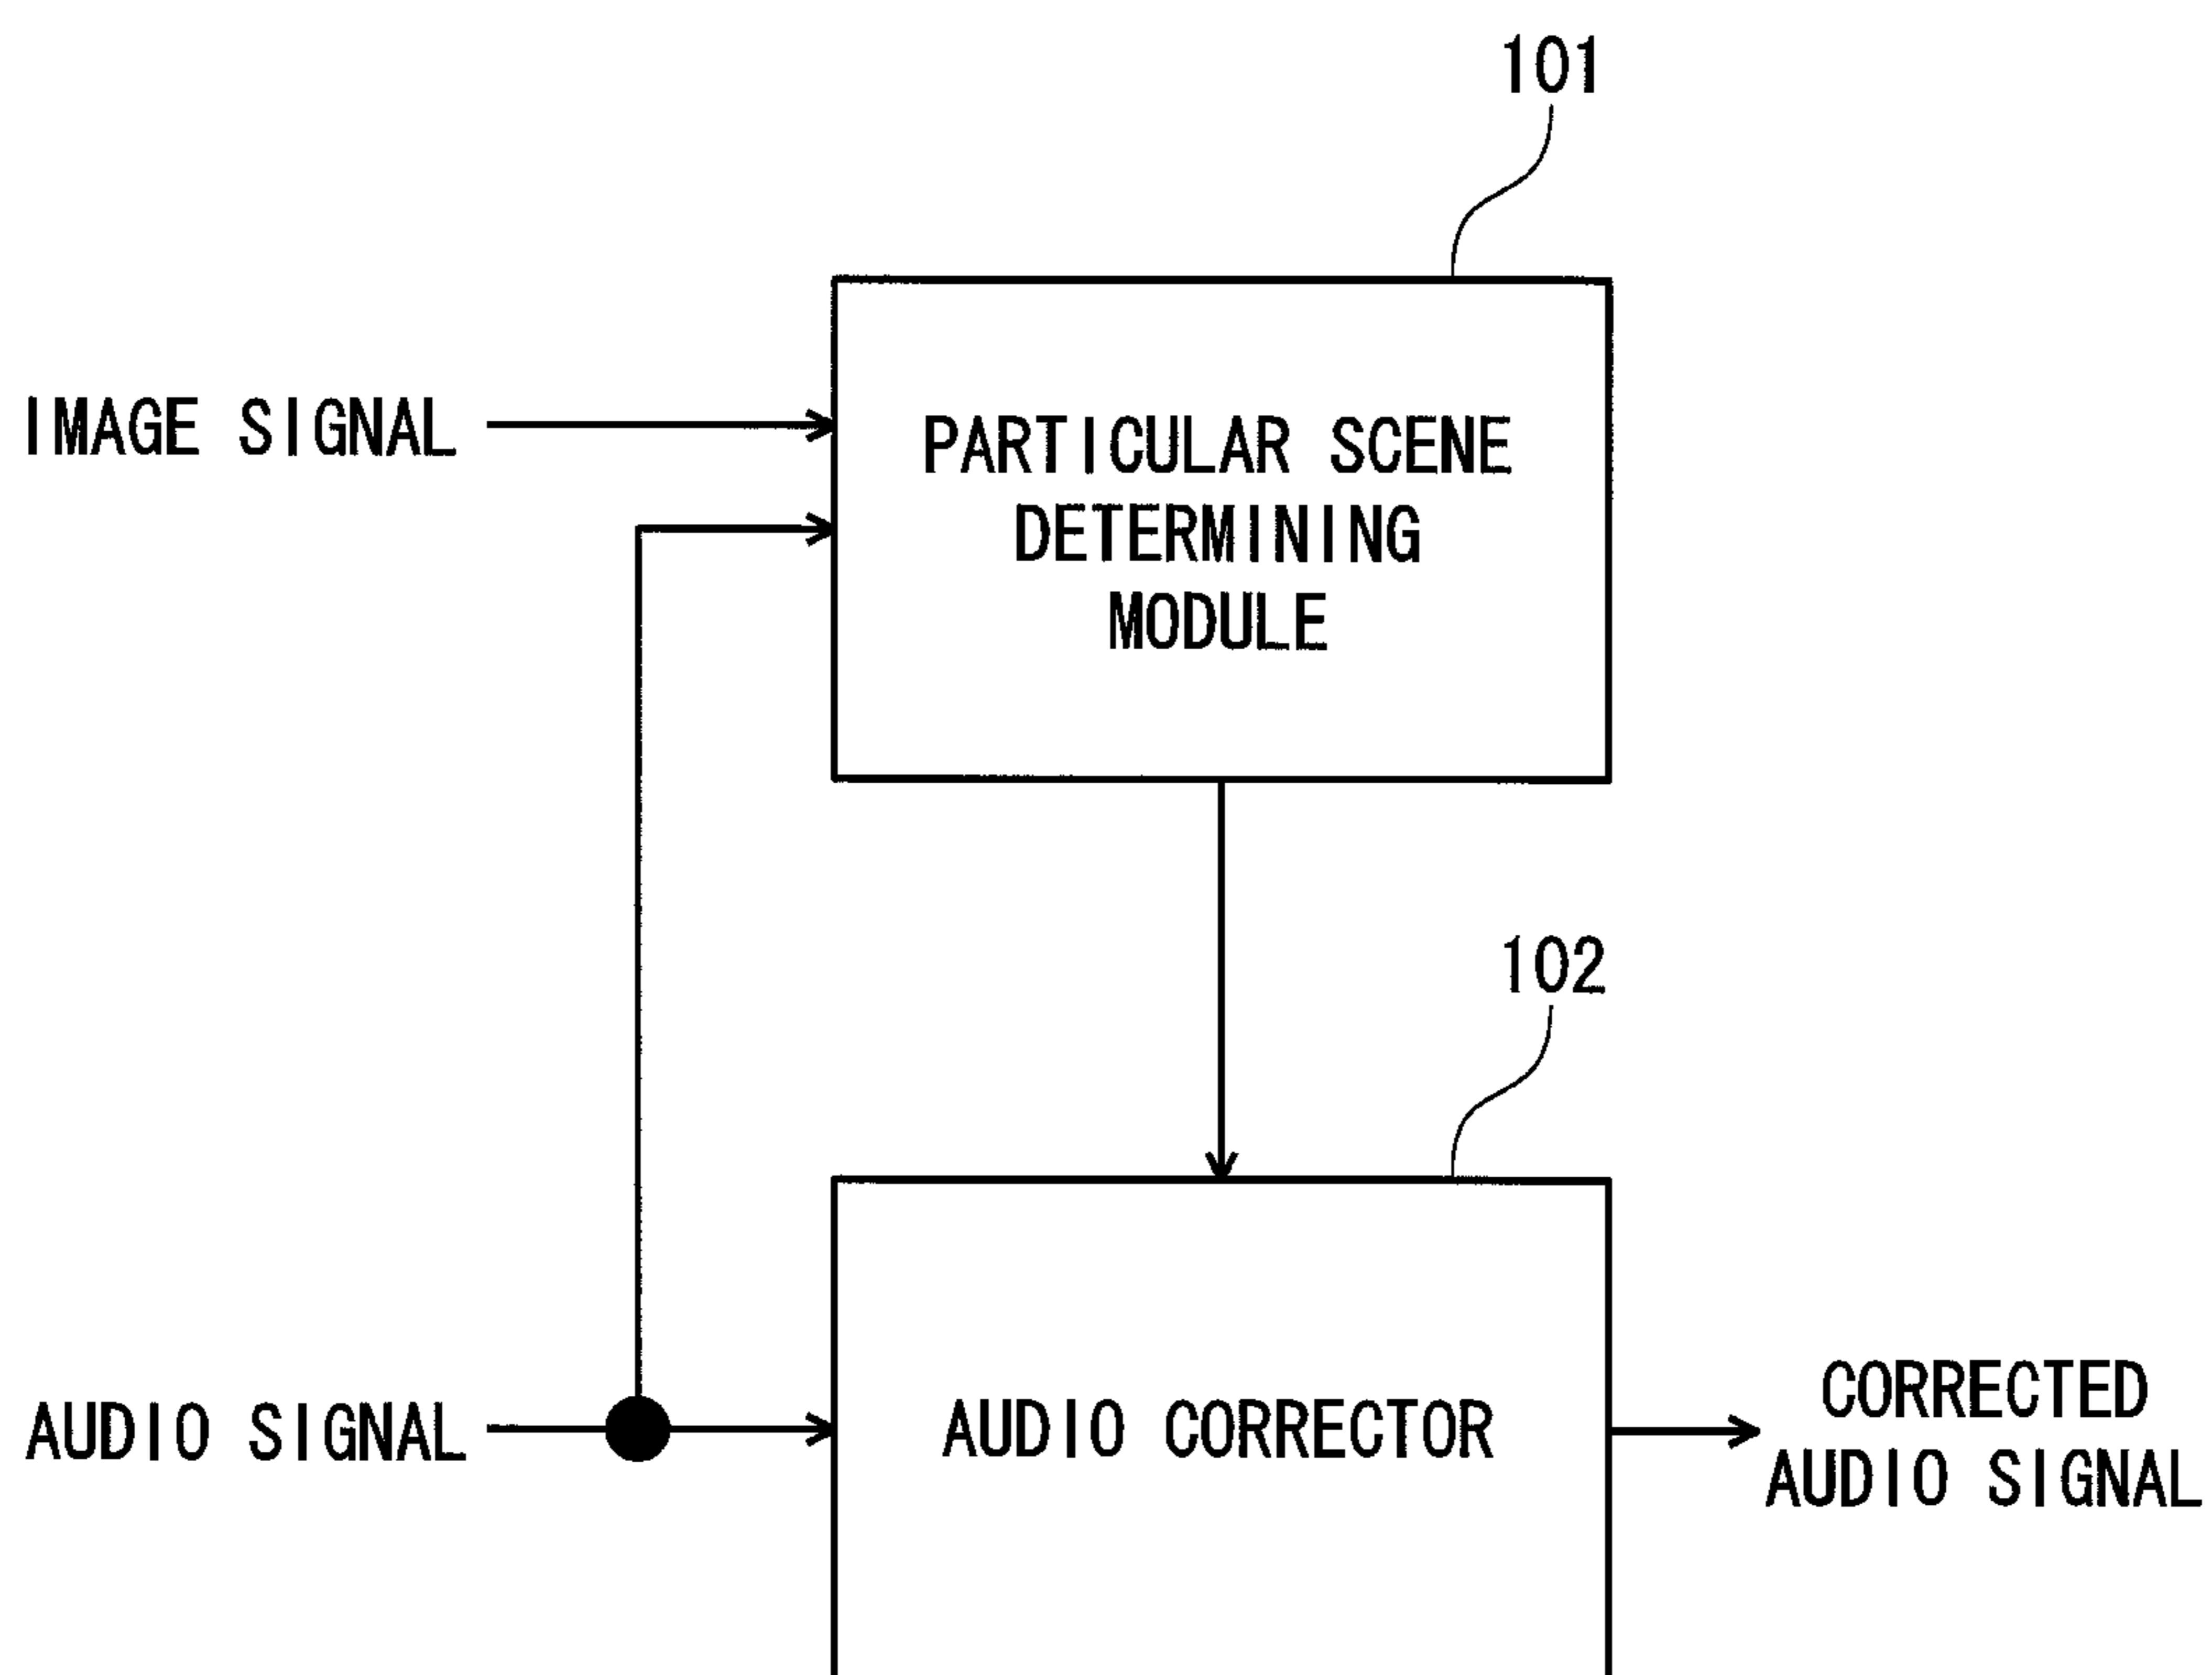 101
IMAGE SIGNAL
PARTICULAR SCENE
DETERMINING
MODULE
102
AUDIO SIGNAL
AUDIO CORRECTOR
CORRECTED
AUDIO SIGNAL